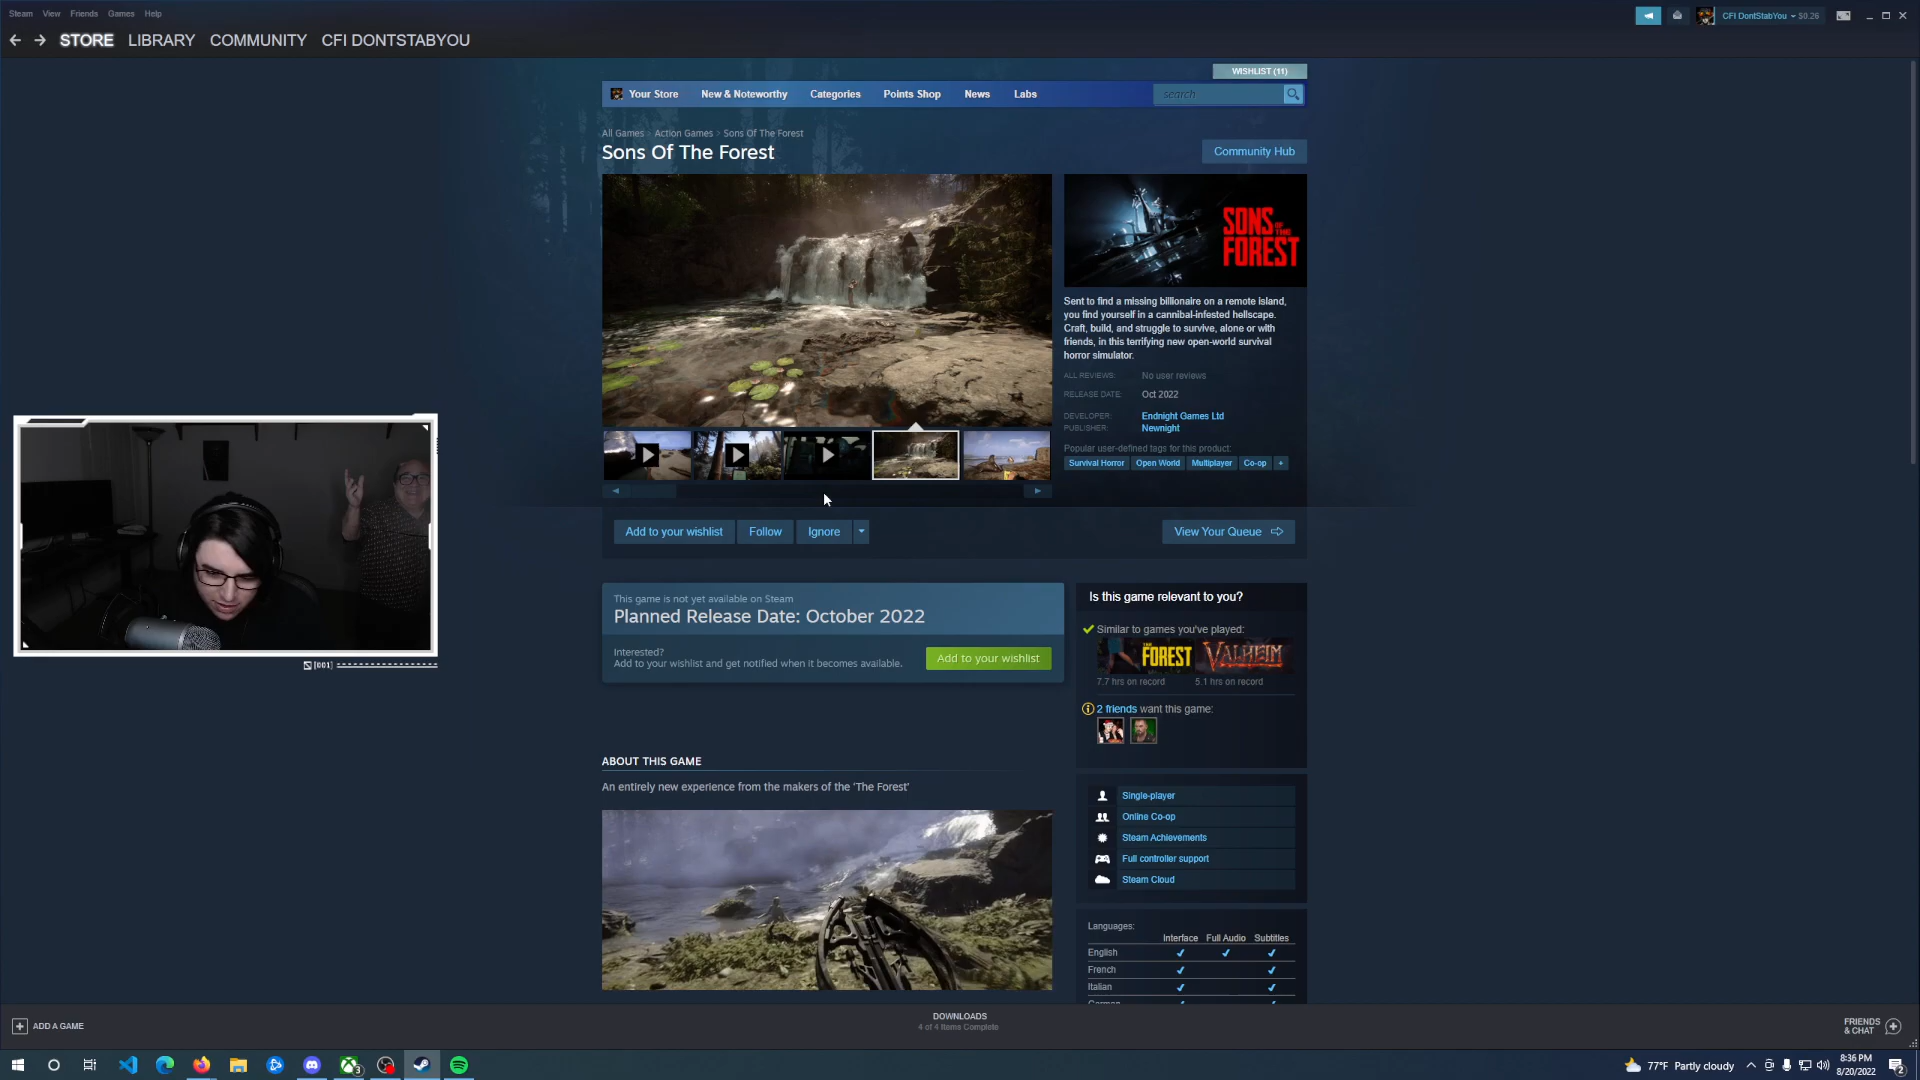 Steam View Friends Games Help
CFI DontStabYou $0.26
STORE LIBRARY COMMUNITY CFI DONTSTABYOU
WISHLIST (11)
Your Store New & Noteworthy Categories Points Shop News Labs search
All Games > Action Games > Sons Of The Forest
Sons Of The Forest
Community Hub
SONS
OF THE
FOREST
Sent to find a missing billionaire on a remote island,
you find yourself in a cannibal-infested hellscape.
Craft, build, and struggle to survive, alone or with
friends, in this terrifying new open-world survival
horror simulator.
ALL REVIEWS: No user reviews
RELEASE DATE: Oct 2022
DEVELOPER: Endnight Games Ltd
PUBLISHER: Newnight
Popular user-defined tags for this product:
Survival Horror Open World Multiplayer Co-op +
Add to your wishlist Follow Ignore
View Your Queue
This game is not yet available on Steam
Planned Release Date: October 2022
Interested?
Add to your wishlist and get notified when it becomes available.
Add to your wishlist
Is this game relevant to you?
Similar to games you've played:
THE FOREST VALHEIM
7.7 hrs on record 5.1 hrs on record
2 friends want this game:
[001]
ABOUT THIS GAME
An entirely new experience from the makers of the 'The Forest'
Single-player
Online Co-op
Steam Achievements
Full controller support
Steam Cloud
Languages:
Interface Full Audio Subtitles
English ✔ ✔ ✔
French ✔ ✔
Italian ✔ ✔
German
ADD A GAME
DOWNLOADS
4 of 4 Items Complete
FRIENDS
& CHAT
3
77°F Partly cloudy
8:36 PM
8/20/2022
2